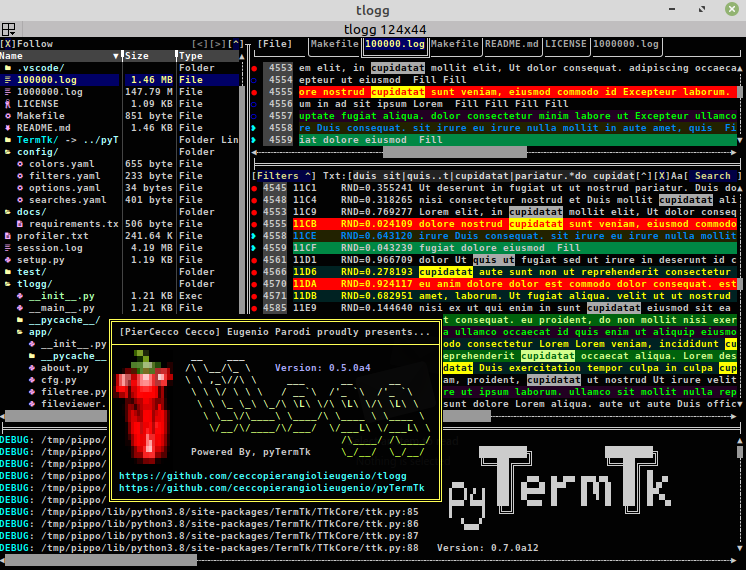 tlogg
tlogg 124x44
[X]Follow [<][>][^]
Name Size Type
.vscode/ Folder
100000.log 1.46 MB File
1000000.log 147.79 M File
LICENSE 1.09 KB File
Makefile 851 byte File
README.md 1.46 KB File
TermTk/ -> ../pyT Folder Lin
config/ Folder
colors.yaml 655 byte File
filters.yaml 233 byte File
options.yaml 34 bytes File
searches.yaml 401 byte File
docs/ Folder
requirements.tx 506 byte File
profiler.txt 241.64 K File
session.log 4.19 MB File
setup.py 1.19 KB File
test/ Folder
tlogg/ Folder
__init__.py 1.21 KB Exec
__main__.py 1.21 KB File
__pycache__/
app/
__init__.py
__pycache_
about.py
cfg.py
filetree.py
fileviewer.
[File] Makefile 100000.log Makefile README.md LICENSE 1000000.log
4553 em elit, in cupidatat mollit elit, Ut dolor consequat. adipiscing occaeca
4554 epteur ut eiusmod Fill Fill
4555 ore nostrud cupidatat sunt veniam, eiusmod commodo id Excepteur laborum.
4556 um in ad sit ipsum Lorem Fill Fill Fill Fill
4557 uptate fugiat aliqua. dolor consectetur minim labore ut Excepteur ullamco
4558 re Duis consequat. sit irure eu irure nulla mollit in aute amet, quis Fi
4559 iat dolore eiusmod Fill
[Filters ^] Txt:[duis sit|quis..t|cupidatat|pariatur.*do cupidat[^][X]Aa[ Search ]
4545 11C1 RND=0.355241 Ut deserunt in fugiat ut ut nostrud pariatur. Duis do
4548 11C4 RND=0.318265 nisi consectetur nostrud et Duis mollit cupidatat ali
4553 11C9 RND=0.769277 Lorem elit, in cupidatat mollit elit, Ut dolor conseq
4555 11CB RND=0.024109 dolore nostrud cupidatat sunt veniam, eiusmod commodo
4558 11CE RND=0.643120 irure Duis consequat. sit irure eu irure nulla mollit
4559 11CF RND=0.043239 fugiat dolore eiusmod Fill
4561 11D1 RND=0.966709 dolor Ut quis ut fugiat sed ut irure in deserunt id c
4566 11D6 RND=0.278193 cupidatat aute sunt non ut reprehenderit consectetur
4570 11DA RND=0.924117 eu anim dolore est dolor commodo dolor consequat. est
4571 11DB RND=0.682951 amet, laborum. Ut fugiat aliqua. velit ut ut nostrud
4585 11E9 RND=0.144640 nisi ex ut qui enim in sunt cupidatat eiusmod sit ea
t consequat. eu proident, do non mollit nisi exer
a ullamco occaecat id quis enim ut aliquip eiusmo
odo consectetur Lorem Lorem veniam, incididunt cu
eprehenderit cupidatat occaecat aliqua. Lorem des
datat Duis exercitation tempor culpa in culpa cup
am, proident, cupidatat ut nostrud Ut irure velit
re ut ipsum laborum. ullamco do consequat. est ir
sunt dolore Lorem aliqua. aute ut aute Duis offic
[PierCecco Cecco] Eugenio Parodi proudly presents...
Version: 0.5.0a4
Powered By, pyTermTk
https://github.com/ceccopierangiolieugenio/tlogg
https://github.com/ceccopierangiolieugenio/pyTermTk
DEBUG: /tmp/pippo/
DEBUG: /tmp/pippo/
DEBUG: /tmp/pippo/
DEBUG: /tmp/pippo/
DEBUG: /tmp/pippo/
DEBUG: /tmp/pippo/
DEBUG: /tmp/pippo/lib/python3.8/site-packages/TermTk/TTkCore/ttk.py:85
DEBUG: /tmp/pippo/lib/python3.8/site-packages/TermTk/TTkCore/ttk.py:86
DEBUG: /tmp/pippo/lib/python3.8/site-packages/TermTk/TTkCore/ttk.py:87
DEBUG: /tmp/pippo/lib/python3.8/site-packages/TermTk/TTkCore/ttk.py:88 Version: 0.7.0a12